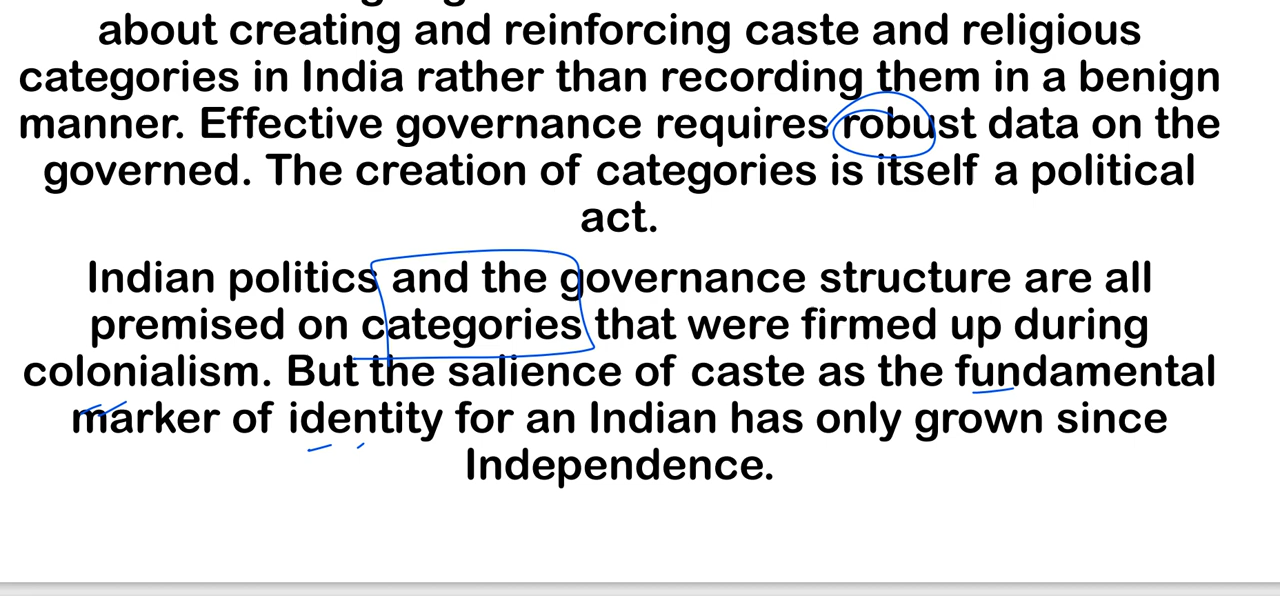 about creating and reinforcing caste and religious
categories in India rather than recording them in a benign
manner. Effective governance requires robust data on the
governed. The creation of categories is itself a political
act.
Indian politics and the governance structure are all
premised on categories that were firmed up during
colonialism. But the salience of caste as the fundamental
marker of identity for an Indian has only grown since
Independence.